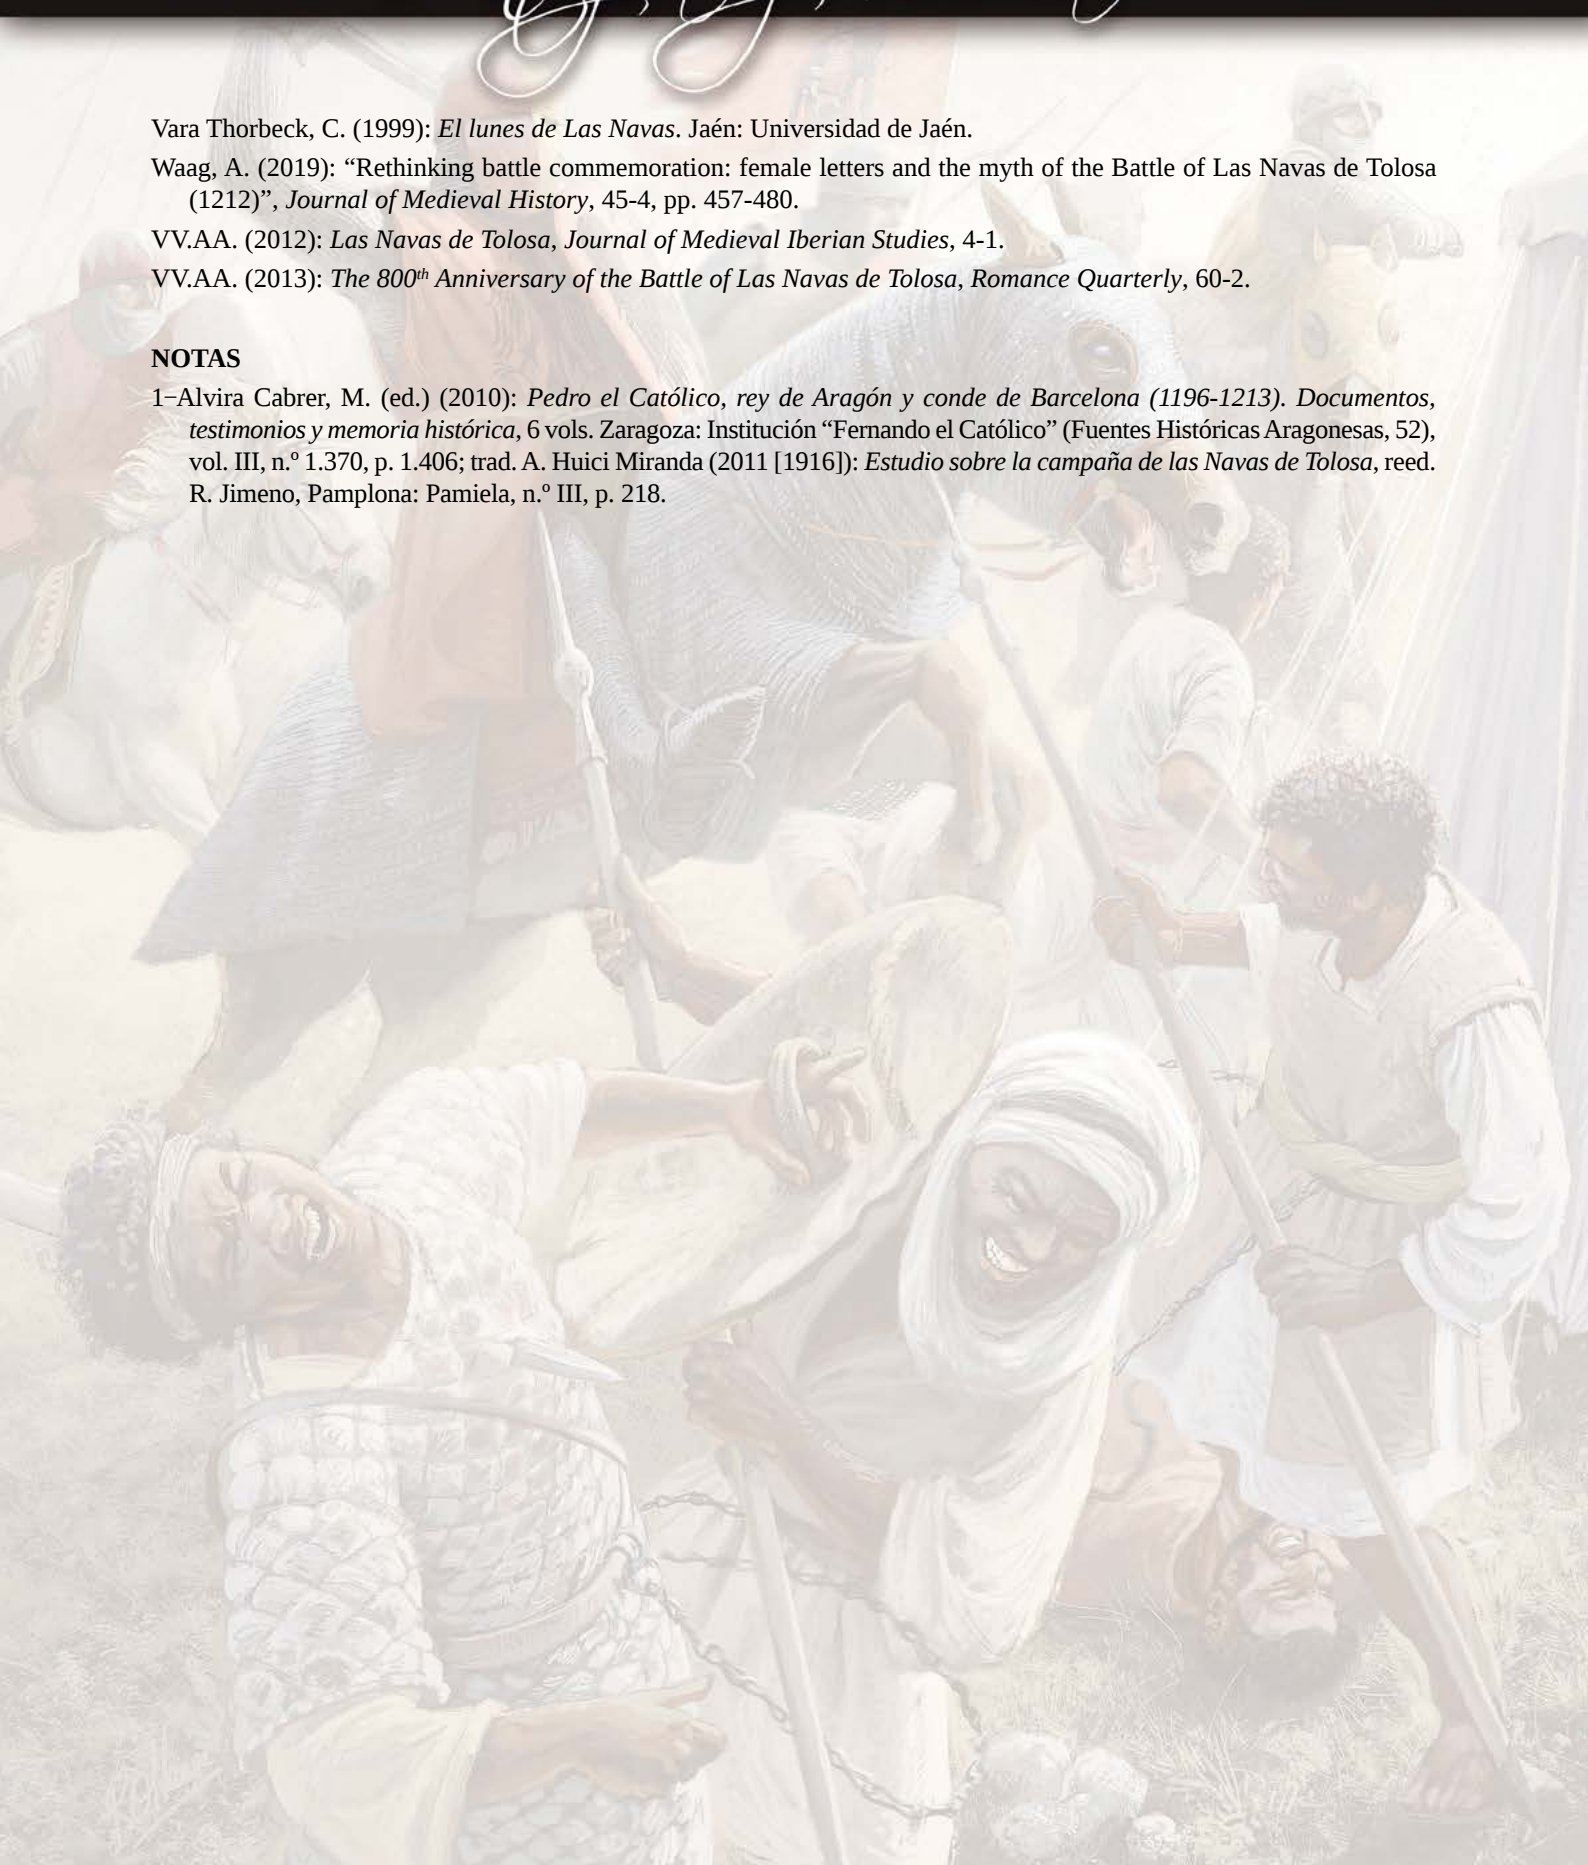 Vara Thorbeck, C. (1999): El lunes de Las Navas. Jaén: Universidad de Jaén.
Waag, A. (2019): “Rethinking battle commemoration: female letters and the myth of the Battle of Las Navas de Tolosa
(1212)”, Journal of Medieval History, 45-4, pp. 457-480.
VV.AA. (2012): Las Navas de Tolosa, Journal of Medieval Iberian Studies, 4-1.
VV.AA. (2013): The 800th Anniversary of the Battle of Las Navas de Tolosa, Romance Quarterly, 60-2.
NOTAS
1–Alvira Cabrer, M. (ed.) (2010): Pedro el Católico, rey de Aragón y conde de Barcelona (1196-1213). Documentos,
testimonios y memoria histórica, 6 vols. Zaragoza: Institución “Fernando el Católico” (Fuentes Históricas Aragonesas, 52),
vol. III, n.º 1.370, p. 1.406; trad. A. Huici Miranda (2011 [1916]): Estudio sobre la campaña de las Navas de Tolosa, reed.
R. Jimeno, Pamplona: Pamiela, n.º III, p. 218.